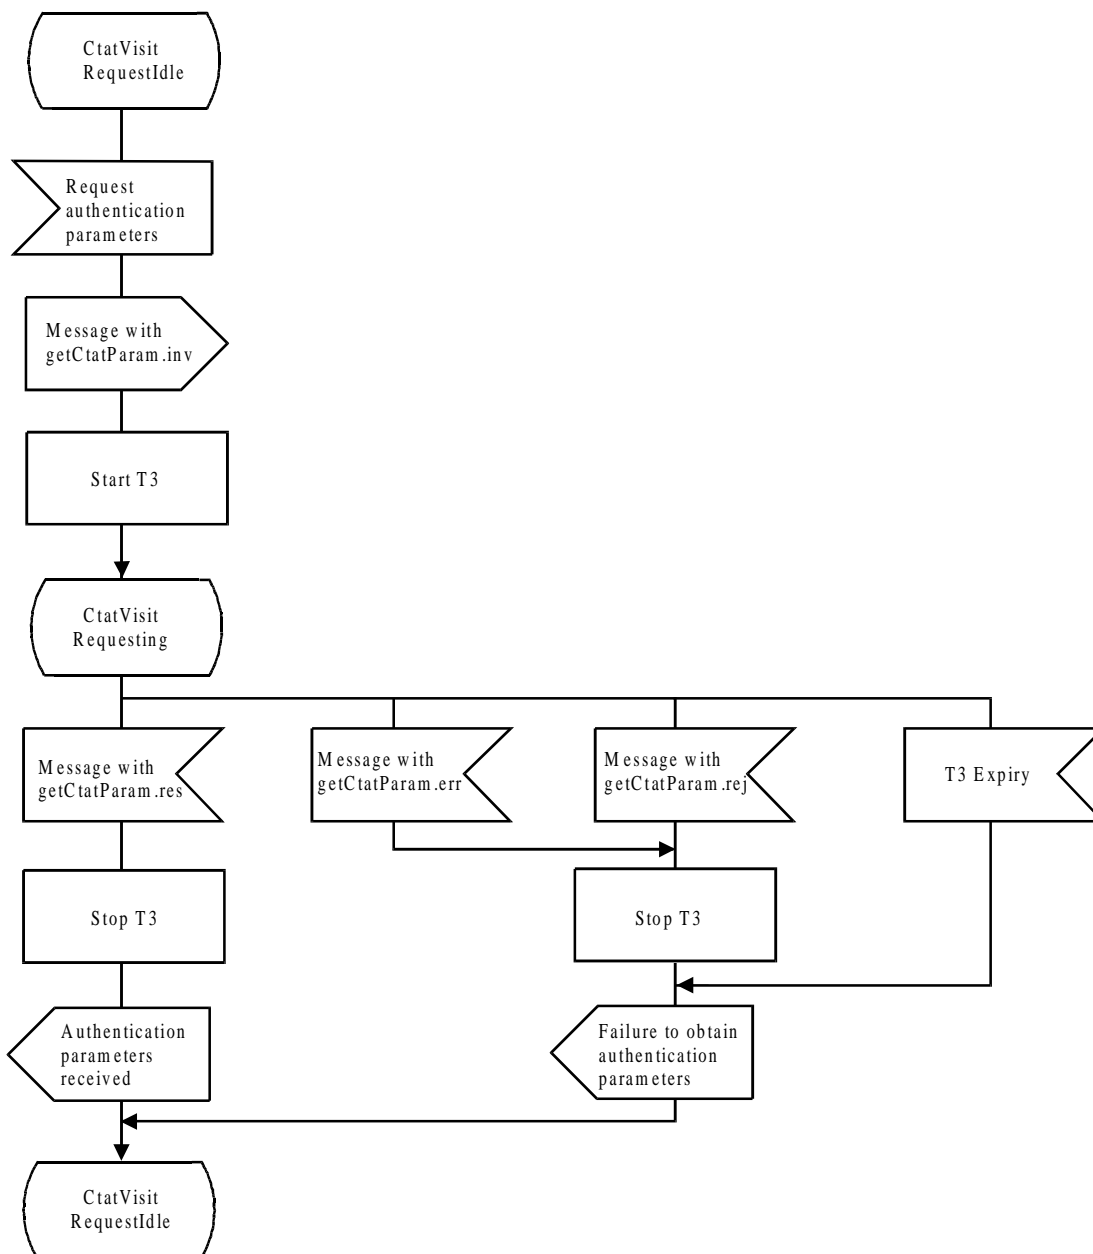 CtatVisit
RequestIdle
Request
authentication
parameters
Message with
getCtatParam.inv
Start T3
CtatVisit
Requesting
Message with
getCtatParam.res
Message with
getCtatParam.err
Message with
getCtatParam.rej
T3 Expiry
Stop T3
Stop T3
Authentication
parameters
received
Failure to obtain
authentication
parameters
CtatVisit
RequestIdle